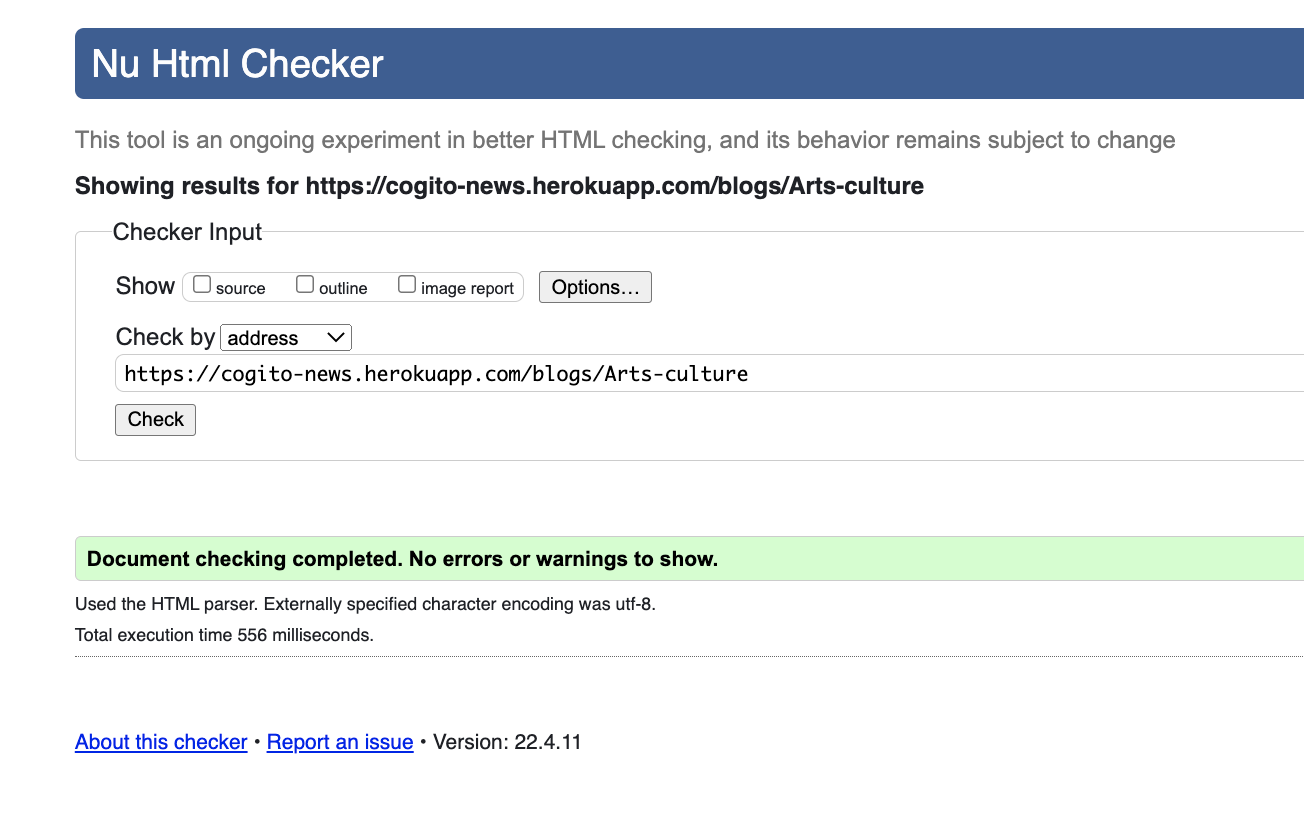 Nu Html Checker
This tool is an ongoing experiment in better HTML checking, and its behavior remains subject to change
Showing results for https://cogito-news.herokuapp.com/blogs/Arts-culture
Checker Input
Show source outline image report Options...
Check by address
https://cogito-news.herokuapp.com/blogs/Arts-culture
Check
Document checking completed. No errors or warnings to show.
Used the HTML parser. Externally specified character encoding was utf-8.
Total execution time 556 milliseconds.
About this checker • Report an issue • Version: 22.4.11